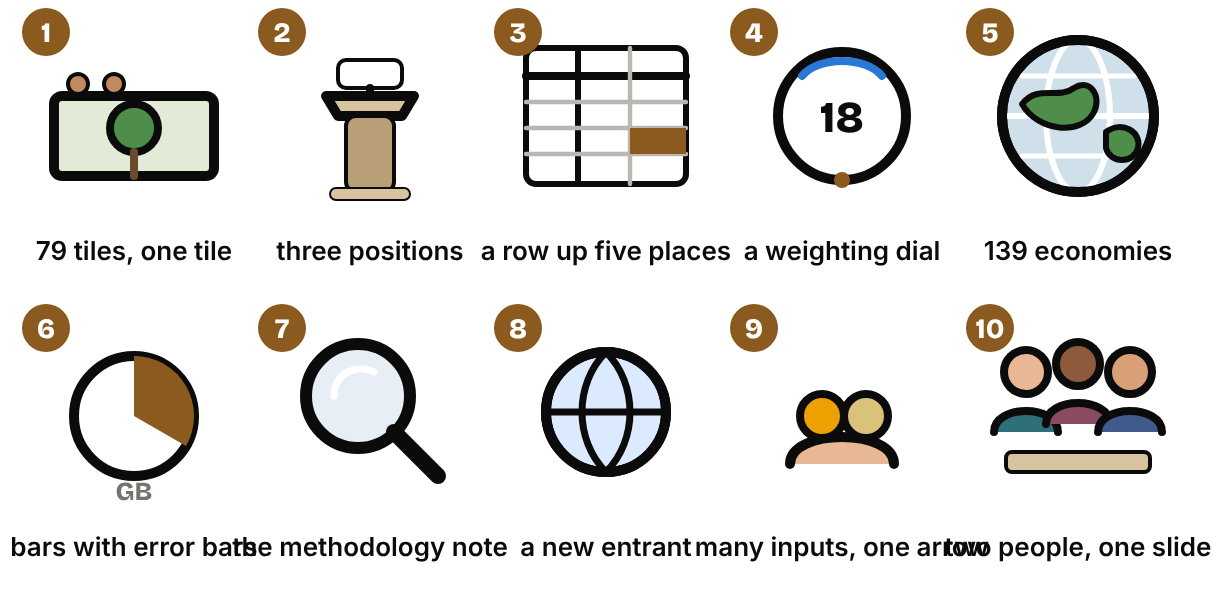 1
2
3
4
5
18
79 tiles, one tile
three positions
a row up five places
a weighting dial
139 economies
6
7
8
9
10
GB
bars with error bars
the methodology note
a new entrant
many inputs, one arrow
two people, one slide